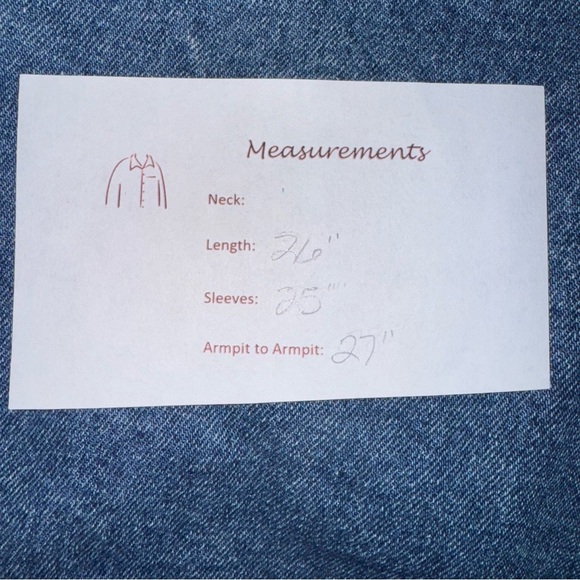 Measurements
Neck:
Length: 26"
Sleeves: 25""
Armpit to Armpit: 27"